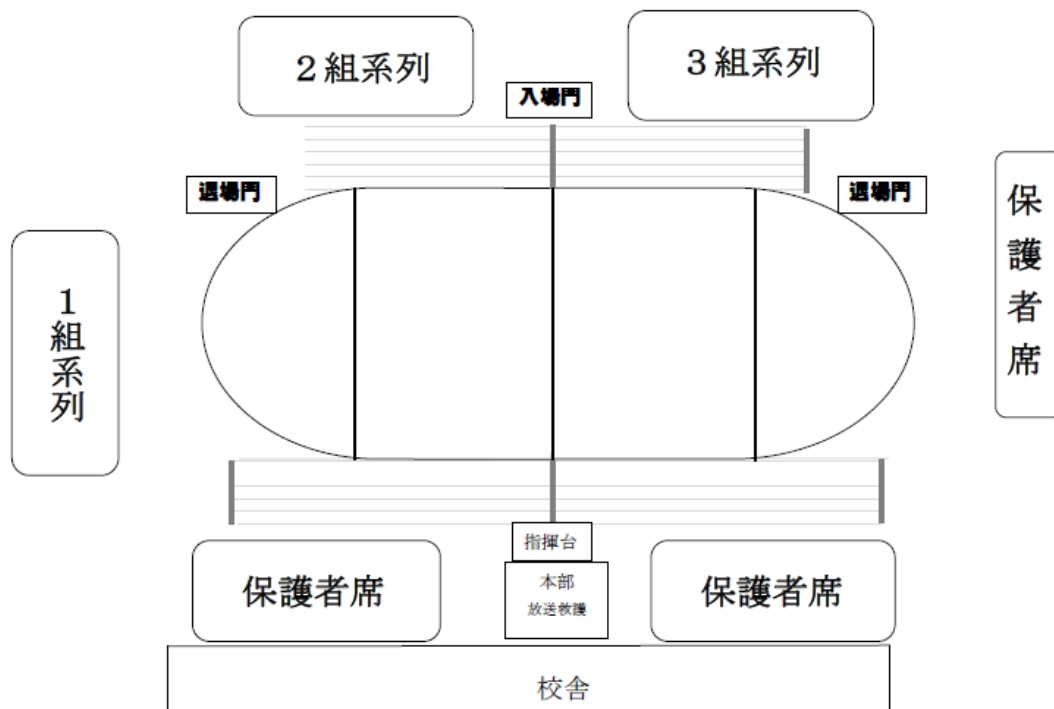 ２組系列
３組系列
入場門
退場門
退場門
保護者席
１組系列
指揮台
本部
放送救護
保護者席
保護者席
校舎